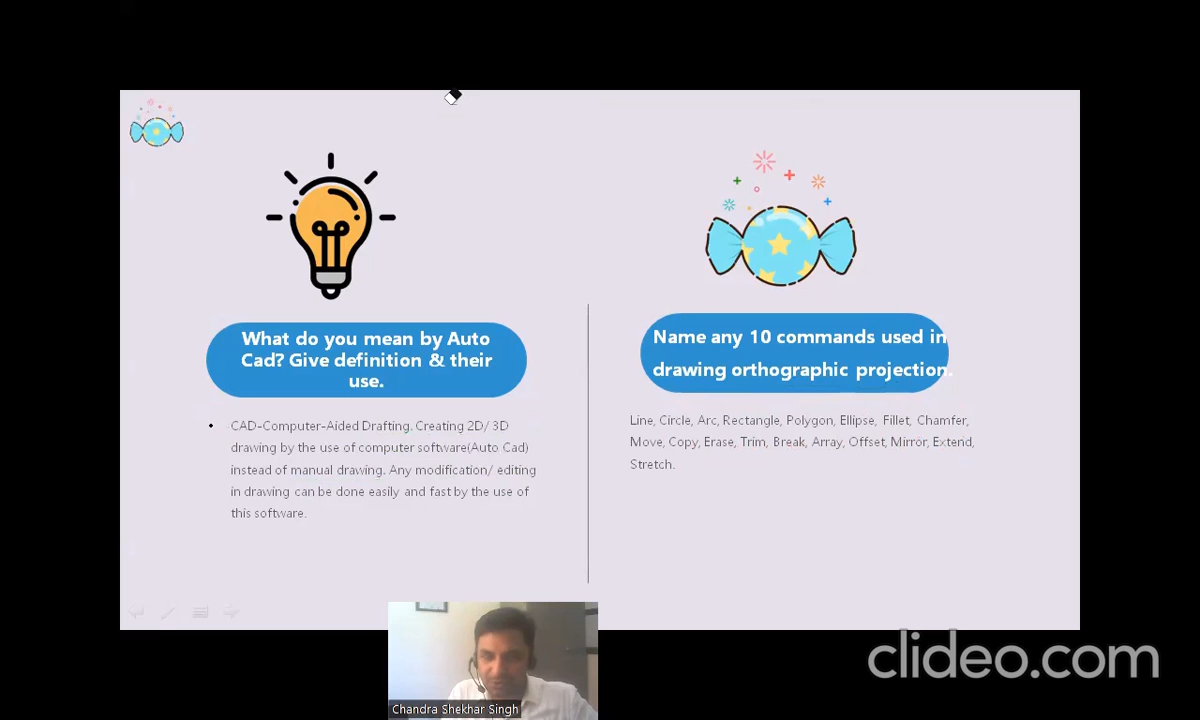 What do you mean by Auto
Cad? Give definition & their
use.
• CAD-Computer-Aided Drafting. Creating 2D/ 3D
drawing by the use of computer software(Auto Cad)
instead of manual drawing. Any modification/ editing
in drawing can be done easily and fast by the use of
this software.
Name any 10 commands used in
drawing orthographic projection.
Line, Circle, Arc, Rectangle, Polygon, Ellipse, Fillet, Chamfer,
Move, Copy, Erase, Trim, Break, Array, Offset, Mirror, Extend,
Stretch.
Chandra Shekhar Singh
clideo.com